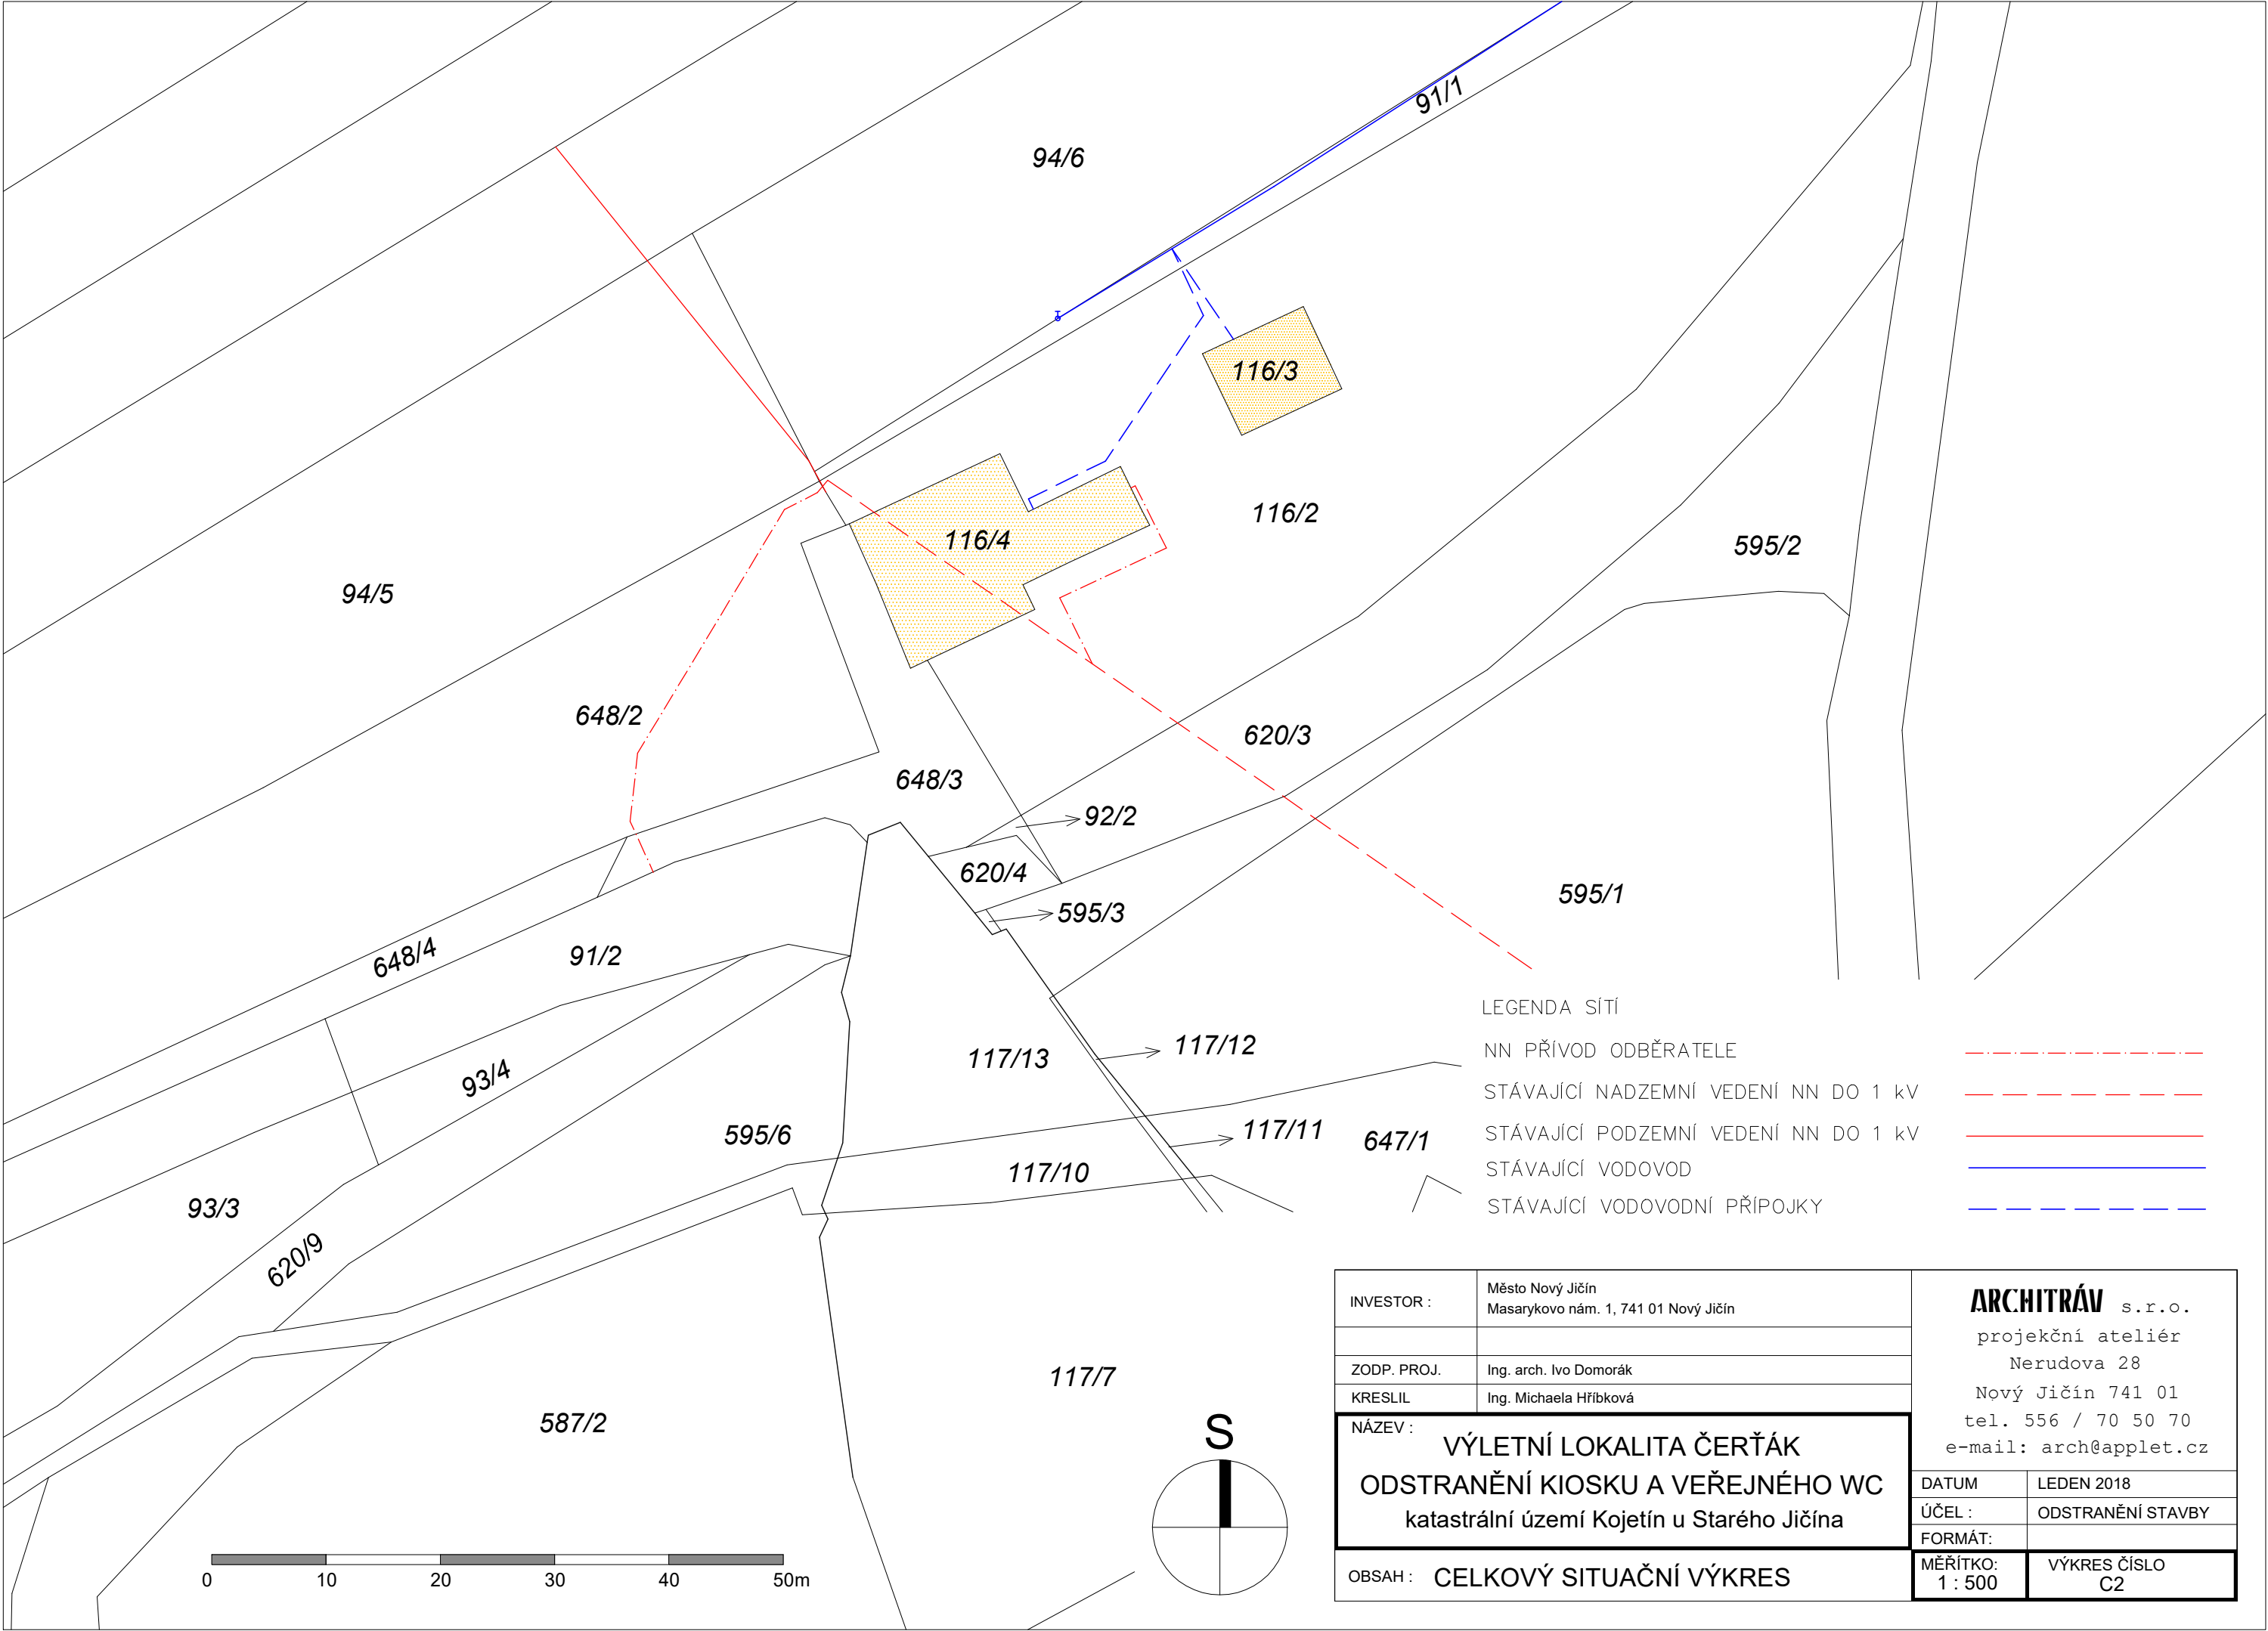 91/1
94/6
116/3
116/2
116/4
595/2
94/5
648/2
620/3
648/3
92/2
620/4
595/1
595/3
648/4
91/2
LEGENDA SÍTÍ
117/13
117/12
NN PŘÍVOD ODBĚRATELE
93/4
STÁVAJÍCÍ NADZEMNÍ VEDENÍ NN DO 1 kV
595/6
117/11
647/1
STÁVAJÍCÍ PODZEMNÍ VEDENÍ NN DO 1 kV
117/10
STÁVAJÍCÍ VODOVOD
93/3
STÁVAJÍCÍ VODOVODNÍ PŘÍPOJKY
620/9
117/7
587/2
S
0 10 20 30 40 50m
INVESTOR :
Město Nový Jičín
Masarykovo nám. 1, 741 01 Nový Jičín
ZODP. PROJ. Ing. arch. Ivo Domorák
KRESLIL Ing. Michaela Hříbková
NÁZEV :
VÝLETNÍ LOKALITA ČERŤÁK
ODSTRANĚNÍ KIOSKU A VEŘEJNÉHO WC
katastrální území Kojetín u Starého Jičína
OBSAH : CELKOVÝ SITUAČNÍ VÝKRES
ARCHITRÁV s.r.o.
projekční ateliér
Nerudova 28
Nový Jičín 741 01
tel. 556 / 70 50 70
e-mail: arch@applet.cz
DATUM LEDEN 2018
ÚČEL : ODSTRANĚNÍ STAVBY
FORMÁT:
MĚŘÍTKO: VÝKRES ČÍSLO
1 : 500 C2